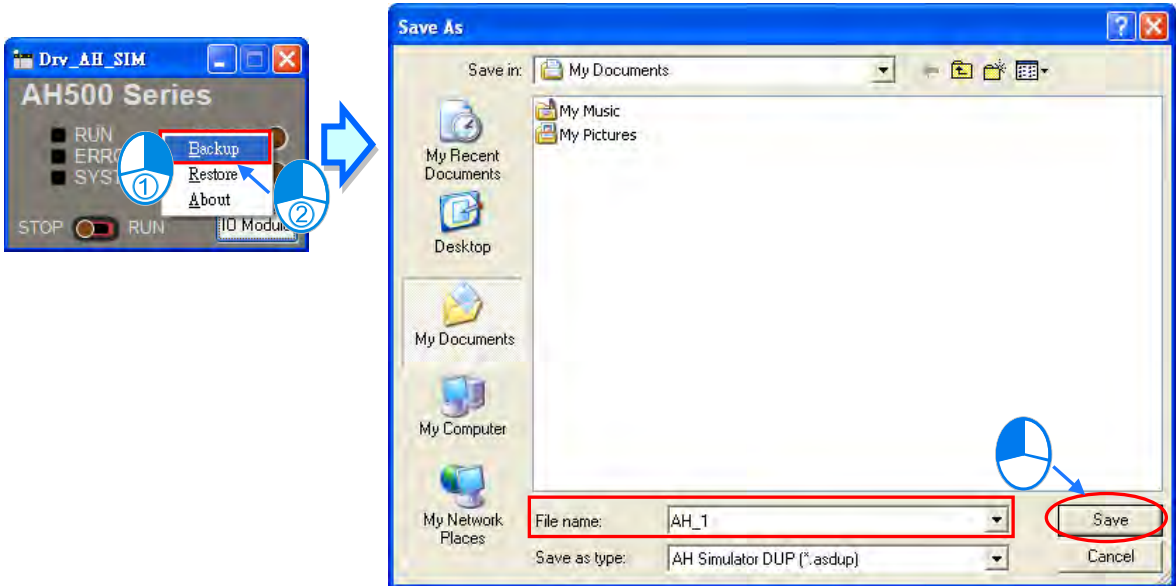 Drv_AH_SIM
AH500 Series
RUN
ERRO
SYST
Backup
Restore
About
①
②
STOP
RUN
IO Module
Save As
Save in:
My Documents
My Music
My Pictures
My Recent
Documents
Desktop
My Documents
My Computer
My Network
Places
File name:
AH_1
Save
Save as type:
AH Simulator DUP (*.asdup)
Cancel